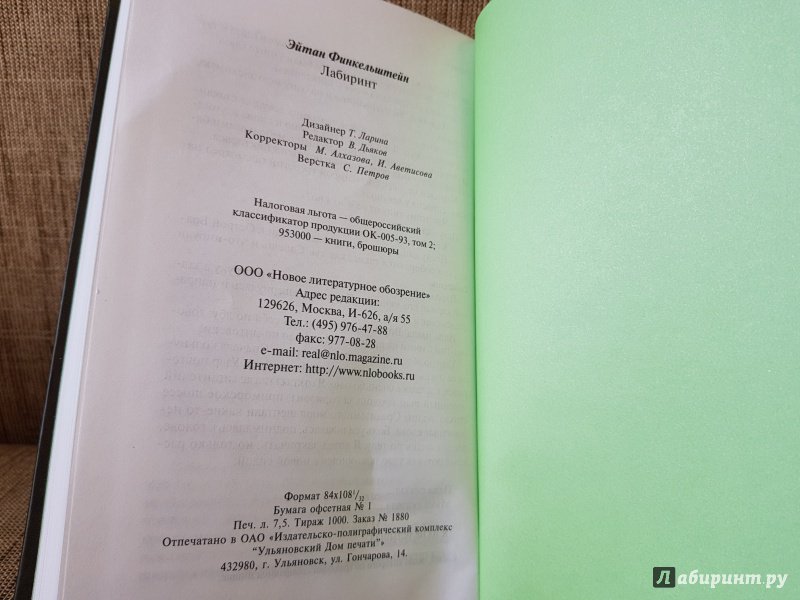 Эйтан Финкельштейн
Лабиринт
Дизайнер Т. Ларина
Редактор В. Дьяков
Корректоры М. Алхазова, И. Аветисова
Верстка С. Петров
Налоговая льгота — общероссийский
классификатор продукции ОК-005-93, том 2;
953000 — книги, брошюры
ООО «Новое литературное обозрение»
Адрес редакции:
129626, Москва, И-626, а/я 55
Тел.: (495) 976-47-88
факс: 977-08-28
e-mail: real@nlo.magazine.ru
Интернет: http://www.nlobooks.ru
Формат 84x108 1/32
Бумага офсетная № 1
Печ. л. 7,5. Тираж 1000. Заказ № 1880
Отпечатано в ОАО «Издательско-полиграфический комплекс
"Ульяновский Дом печати"»
432980, г. Ульяновск, ул. Гончарова, 14.
Лабиринт.ру